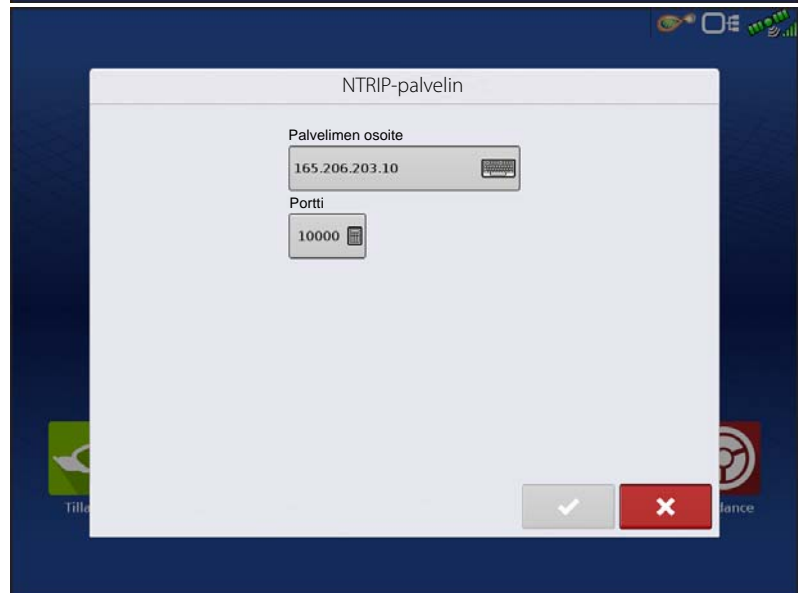 NTRIP-palvelin
Palvelimen osoite
165.206.203.10
Portti
10000